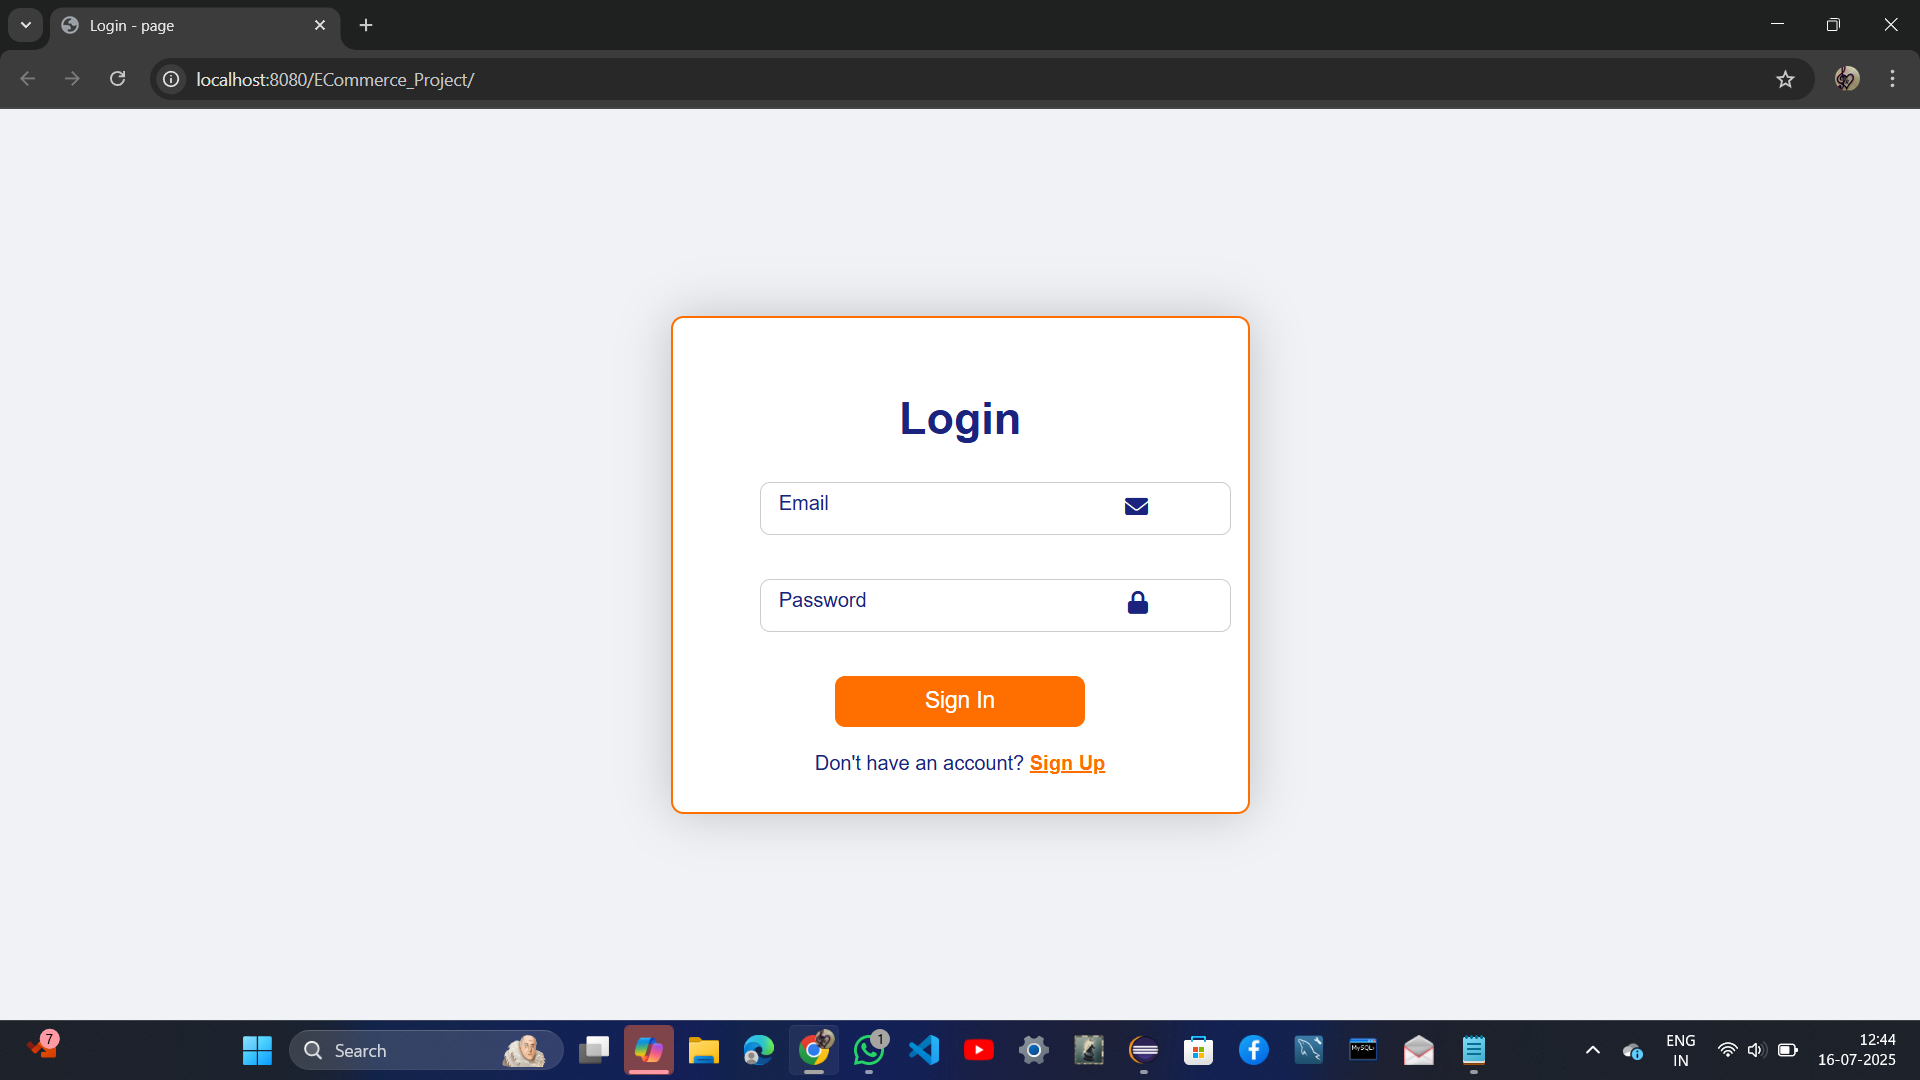 Login - page
localhost:8080/ECommerce_Project/
Login
Email
Password
Sign In
Don't have an account? Sign Up
7
Search
1
MySQL
ENG
IN
12:44
16-07-2025